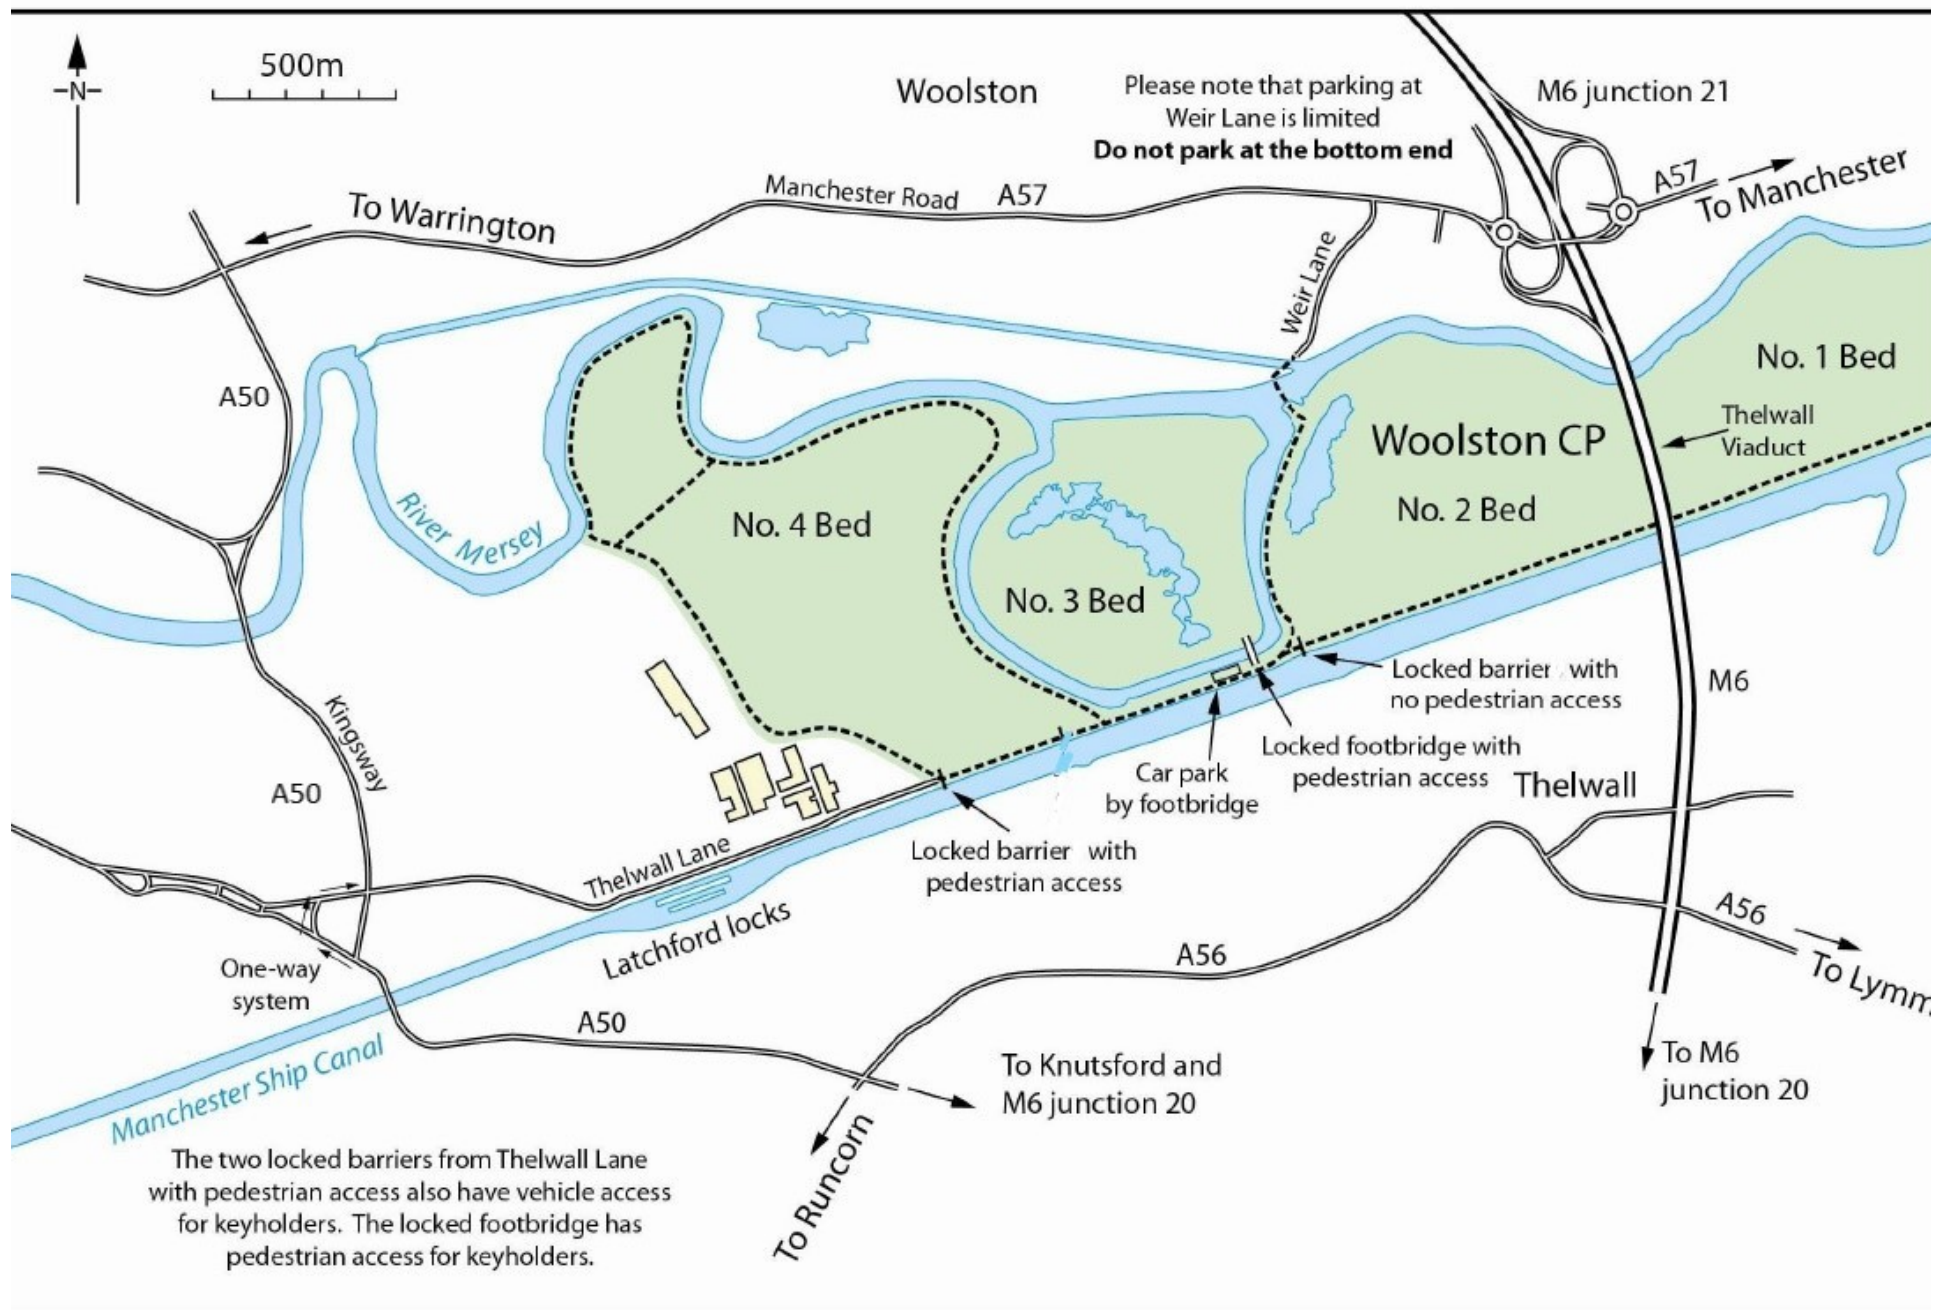 500m
N
Woolston
Please note that parking at
Weir Lane is limited
Do not park at the bottom end
M6 junction 21
A57
To Manchester
Manchester Road
A57
To Warrington
Weir Lane
No. 1 Bed
A50
Thelwall
Viaduct
Woolston CP
No. 2 Bed
River Mersey
No. 4 Bed
No. 3 Bed
Locked barrier with
no pedestrian access
M6
Kingsway
Locked footbridge with
pedestrian access
Car park
by footbridge
Thelwall
A50
Locked barrier with
pedestrian access
Thelwall Lane
Latchford locks
A56
To Lymm
A56
One-way
system
A50
Manchester Ship Canal
To Knutsford and
M6 junction 20
To M6
junction 20
To Runcorn
The two locked barriers from Thelwall Lane
with pedestrian access also have vehicle access
for keyholders. The locked footbridge has
pedestrian access for keyholders.